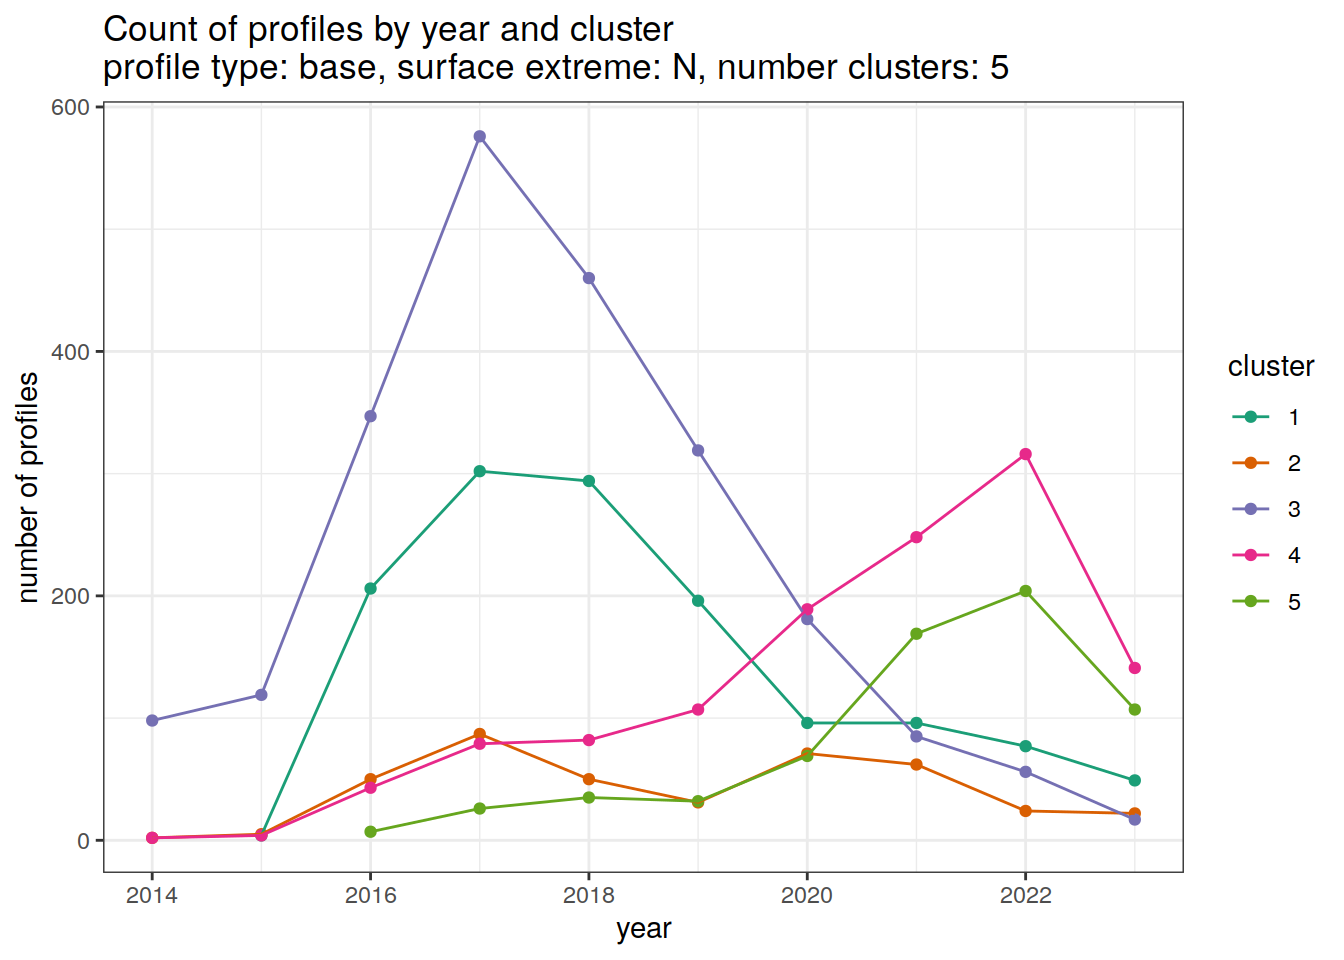 Count of profiles by year and cluster
profile type: base, surface extreme: N, number clusters: 5
600
400
200
0
number of profiles
2014
2016
2018
2020
2022
year
cluster
1
2
3
4
5